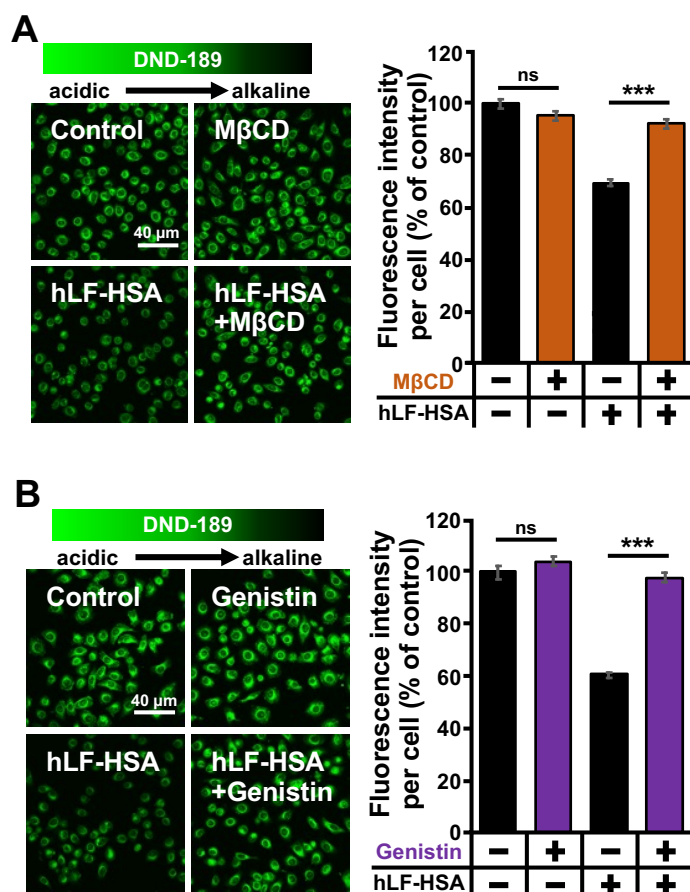 A
DND-189
acidic alkaline
Control
MβCD
40 µm
hLF-HSA
hLF-HSA
+MβCD
Fluorescence intensity
per cell (% of control)
120
100
80
60
40
20
0
ns
***
MβCD − + − +
hLF-HSA − − + +
B
DND-189
acidic alkaline
Control
Genistin
40 µm
hLF-HSA
hLF-HSA
+Genistin
Fluorescence intensity
per cell (% of control)
120
100
60
40
80
20
0
ns
***
Genistin − + − +
hLF-HSA − − + +